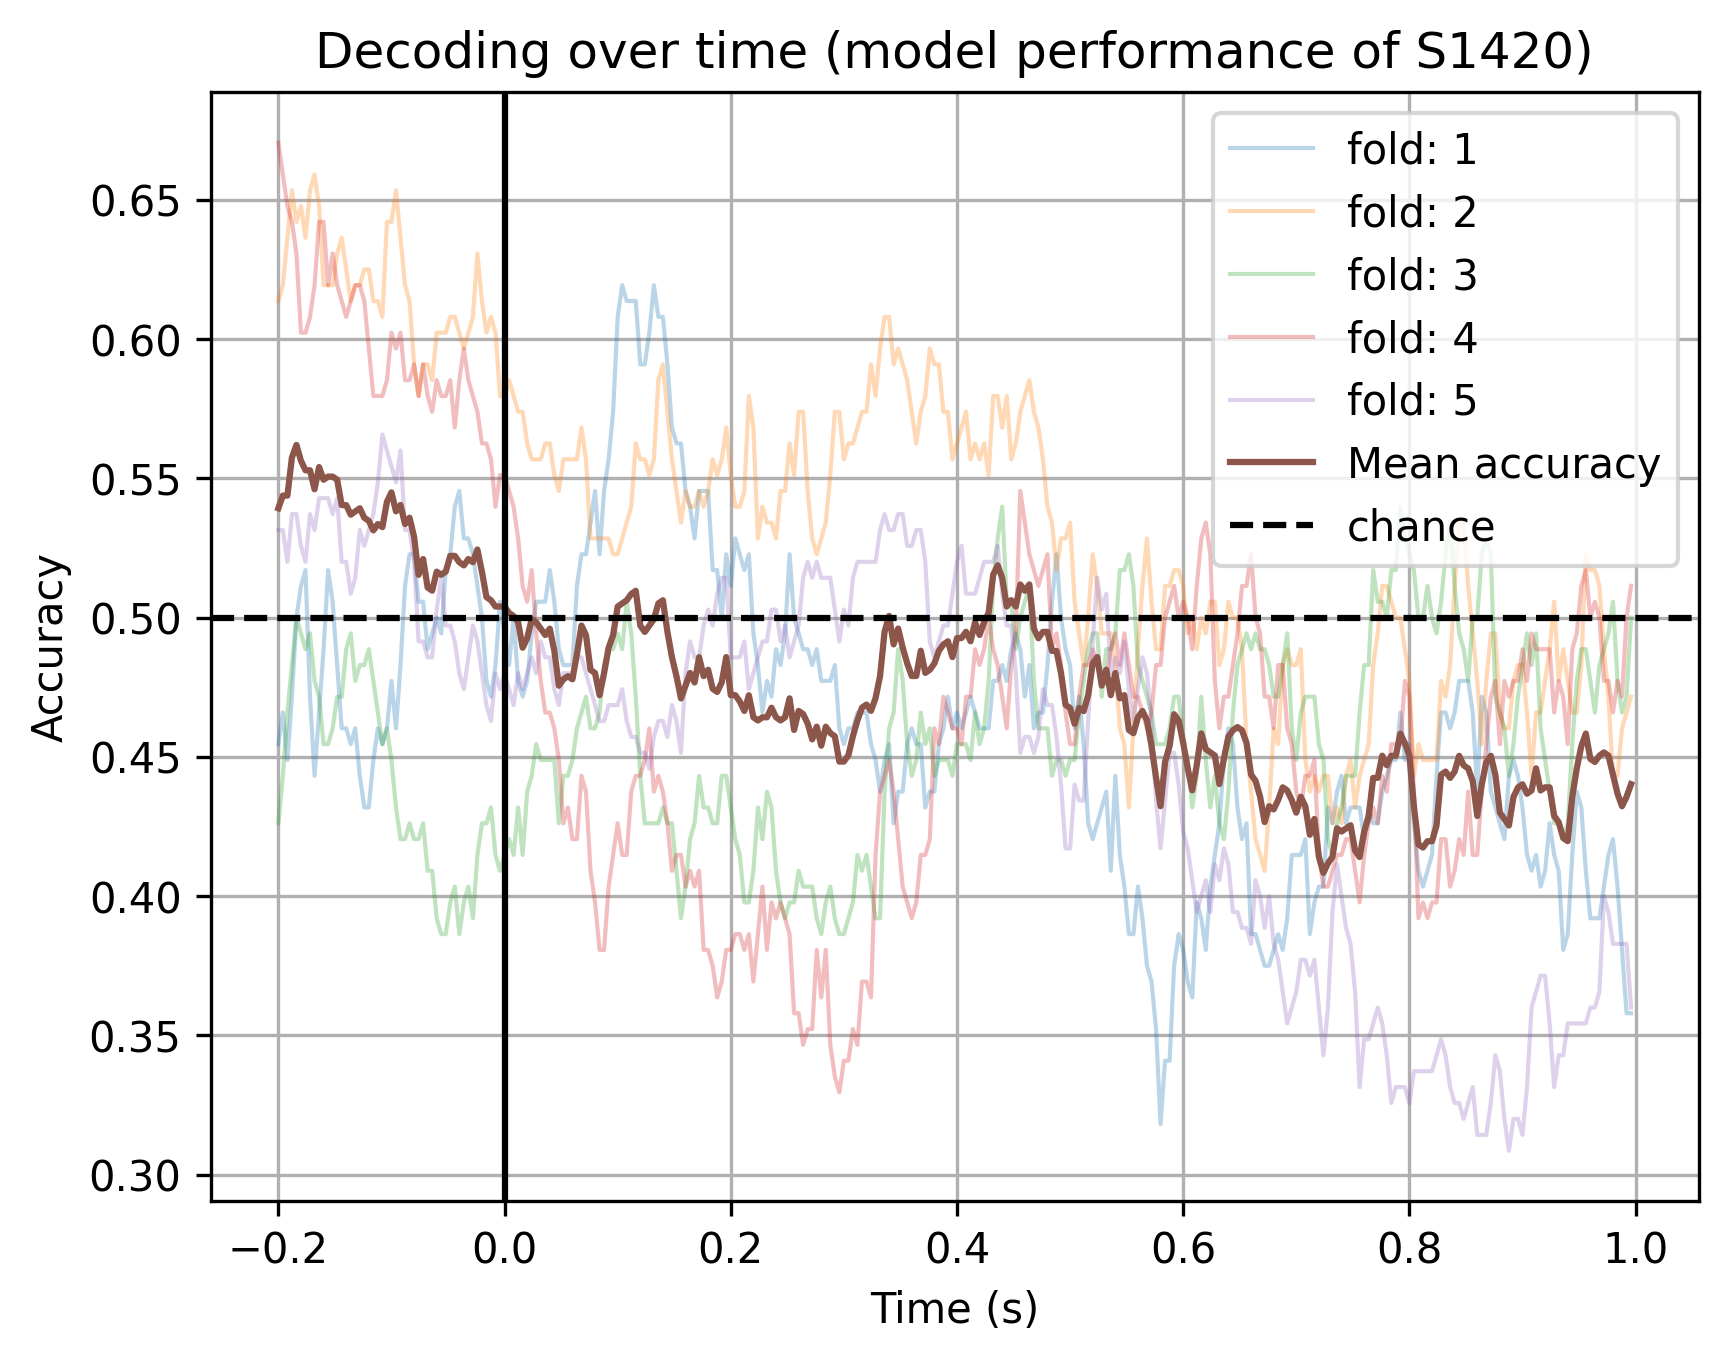 Decoding over time (model performance of S1420)
fold: 1
fold: 2
fold: 3
fold: 4
fold: 5
Mean accuracy
chance
Accuracy
0.65
0.60
0.55
0.50
0.45
0.40
0.35
0.30
−0.2 0.0 0.2 0.4 0.6 0.8 1.0
Time (s)